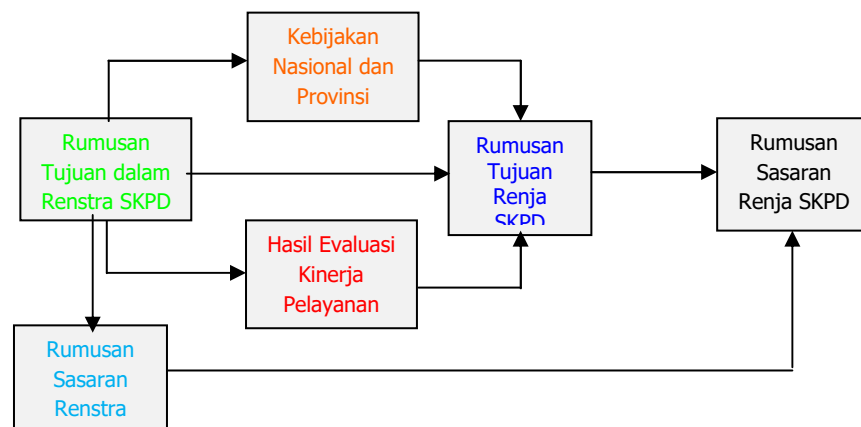 Kebijakan
Nasional dan
Provinsi
Rumusan
Tujuan dalam
Renstra SKPD
Rumusan
Tujuan
Renja
SKPD
Rumusan
Sasaran
Renja SKPD
Hasil Evaluasi
Kinerja
Pelayanan
Rumusan
Sasaran
Renstra